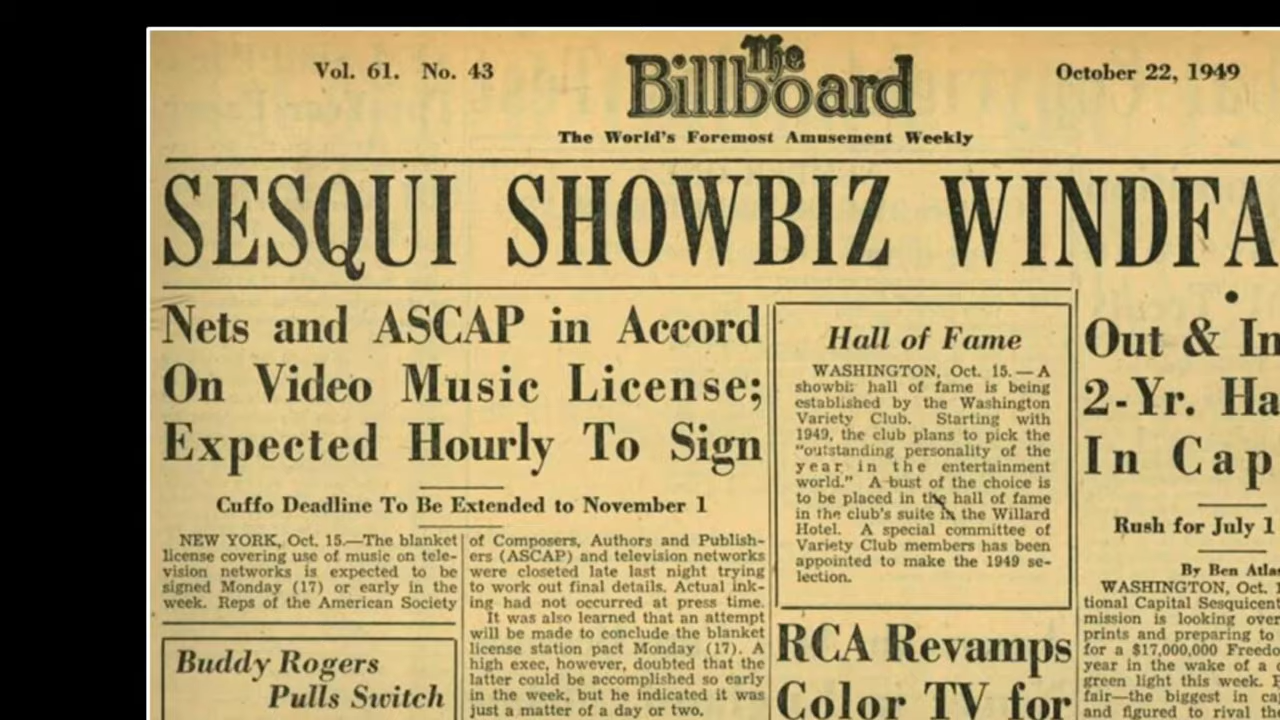 Vol. 61. No. 43
The Billboard
October 22, 1949
The World's Foremost Amusement Weekly
SESQUI SHOWBIZ WINDFA
Nets and ASCAP in Accord
On Video Music License;
Expected Hourly To Sign
Cuffo Deadline To Be Extended to November 1
NEW YORK, Oct. 15.—The blanket
license covering use of music on tele-
vision networks is expected to be
signed Monday (17) or early in the
week. Reps of the American Society
of Composers, Authors and Publish-
ers (ASCAP) and television networks
were closeted late last night trying
to work out final details. Actual ink-
ing had not occurred at press time.
It was also learned that an attempt
will be made to conclude the blanket
license station pact Monday (17). A
high exec, however, doubted that the
latter could be accomplished so early
in the week, but he indicated it was
just a matter of a day or two.
Buddy Rogers
Pulls Switch
Hall of Fame
WASHINGTON, Oct. 15.—A
showbiz hall of fame is being
established by the Washington
Variety Club. Starting with
1949, the club plans to pick the
"outstanding personality of the
year in the entertainment
world." A bust of the choice is
to be placed in the hall of fame
in the club's suite in the Willard
Hotel. A special committee of
Variety Club members has been
appointed to make the 1949 se-
lection.
RCA Revamps
Color TV for
Out & In
2-Yr. Ha
In Cap
Rush for July 1
By Ben Atlas
WASHINGTON, Oct. 1
tional Capital Sesquicent
mission is looking over
prints and preparing to
for a $17,000,000 Freedo
year in the wake of a
green light this week.
fair—the biggest in ca
and figured to rival th